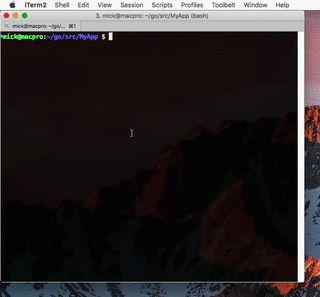 iTerm2 Shell Edit View Session Scripts Profiles Toolbelt Window Help
3. mick@macpro: ~/go/src/MyApp (bash)
× mick@macpro: ~/go/... ⌘1
mick@macpro:~/go/src/MyApp $